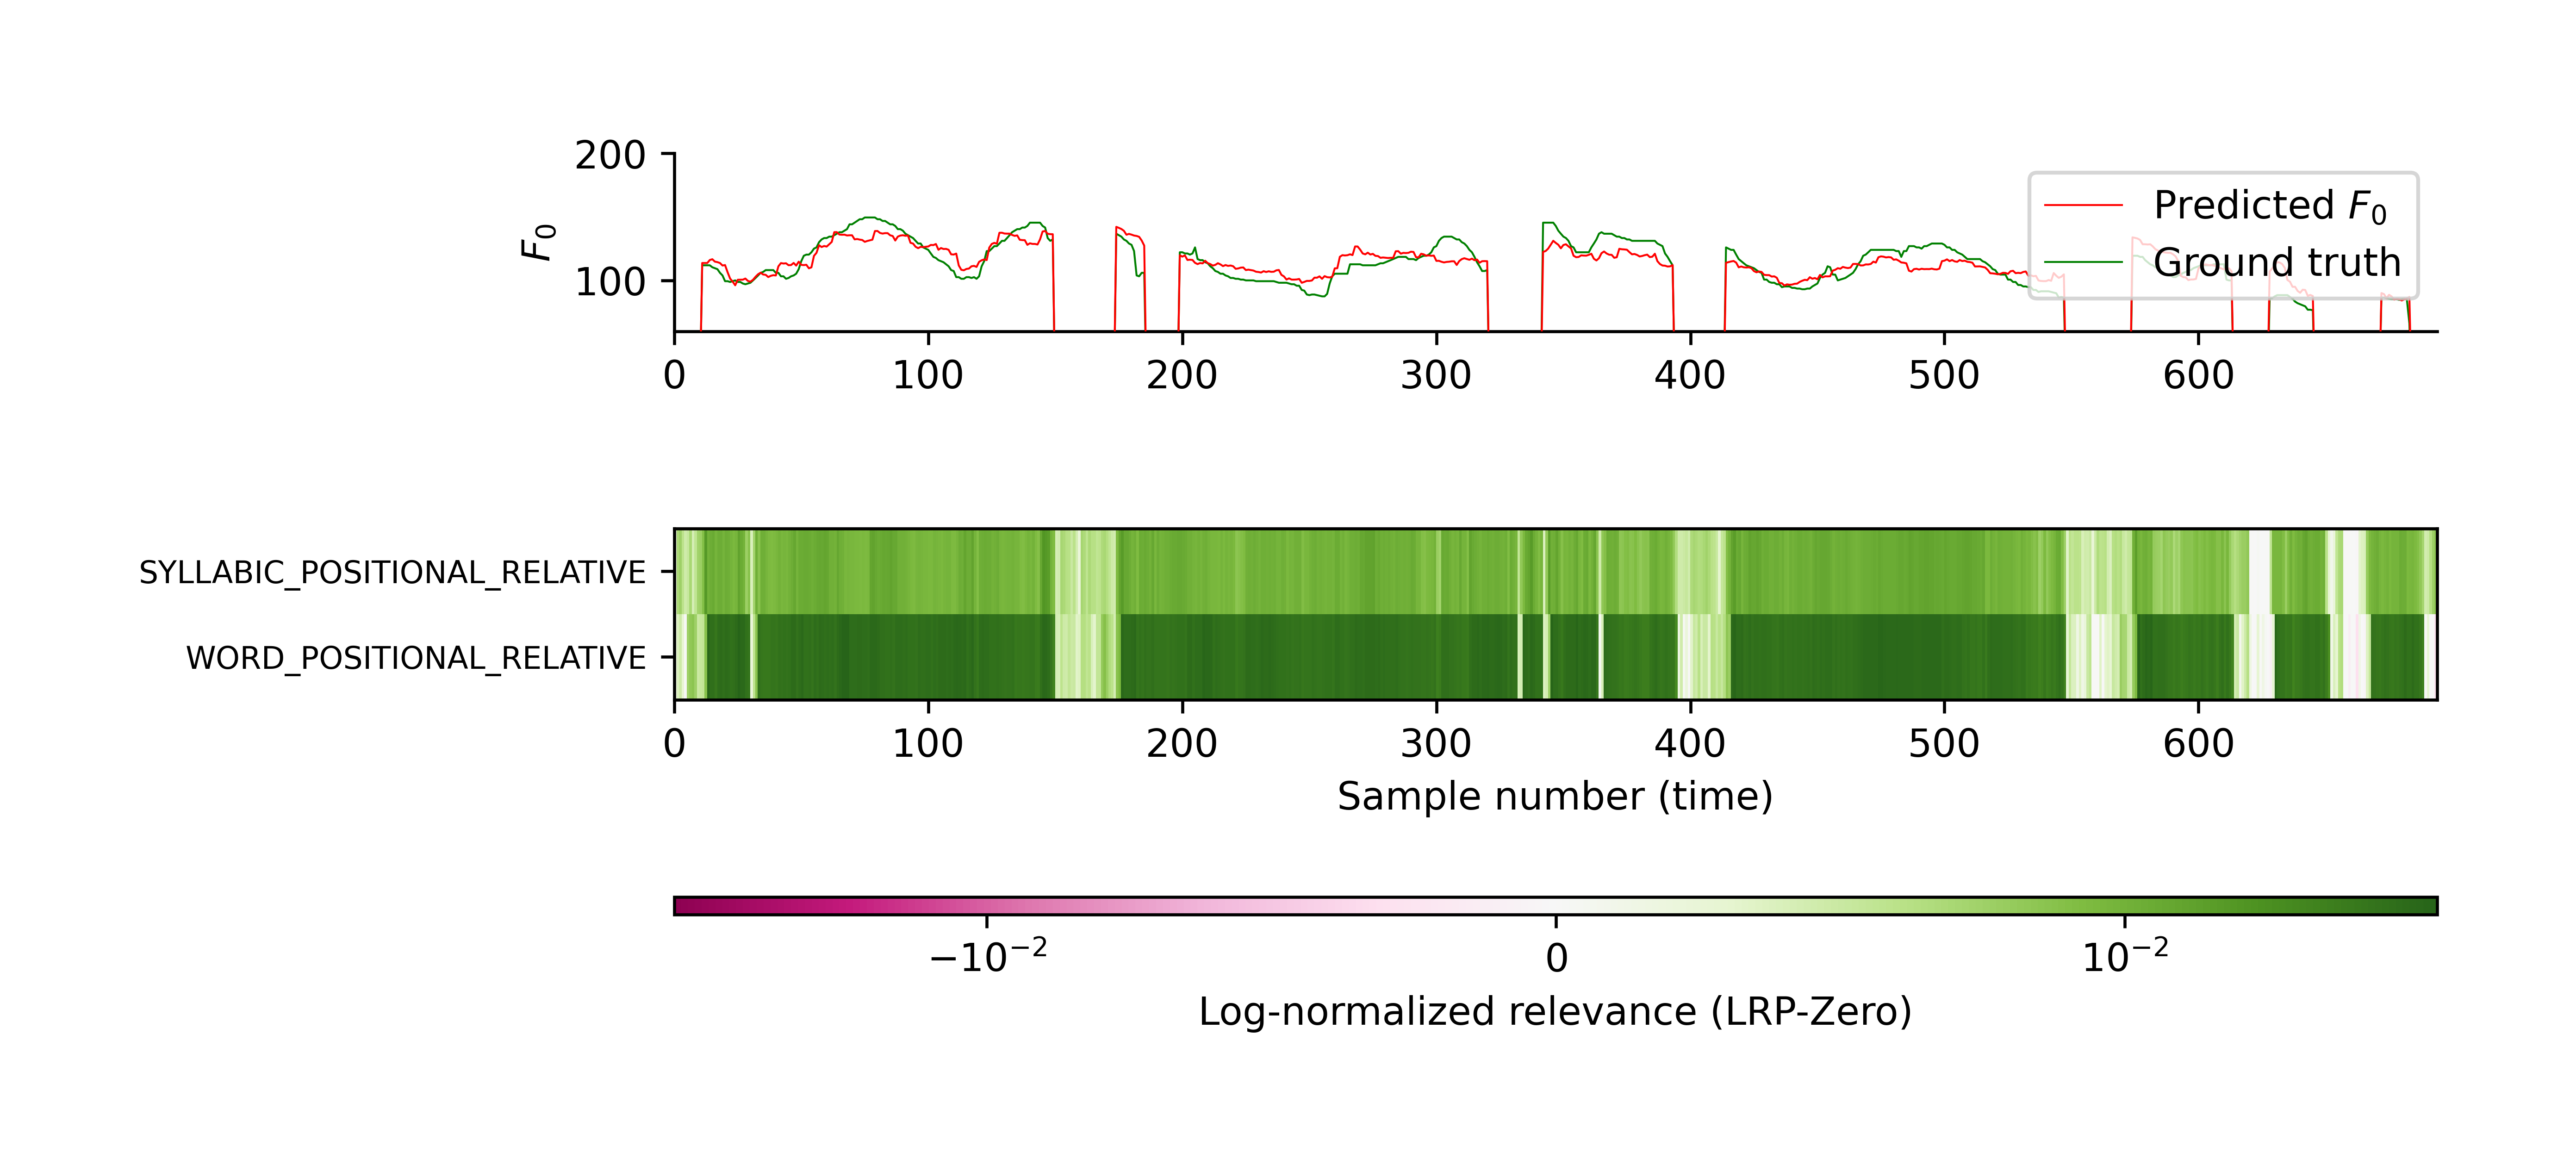 200
100
F₀
Predicted F₀
Ground truth
0 100 200 300 400 500 600
SYLLABIC_POSITIONAL_RELATIVE
WORD_POSITIONAL_RELATIVE
0 100 200 300 400 500 600
Sample number (time)
−10⁻² 0 10⁻²
Log-normalized relevance (LRP-Zero)